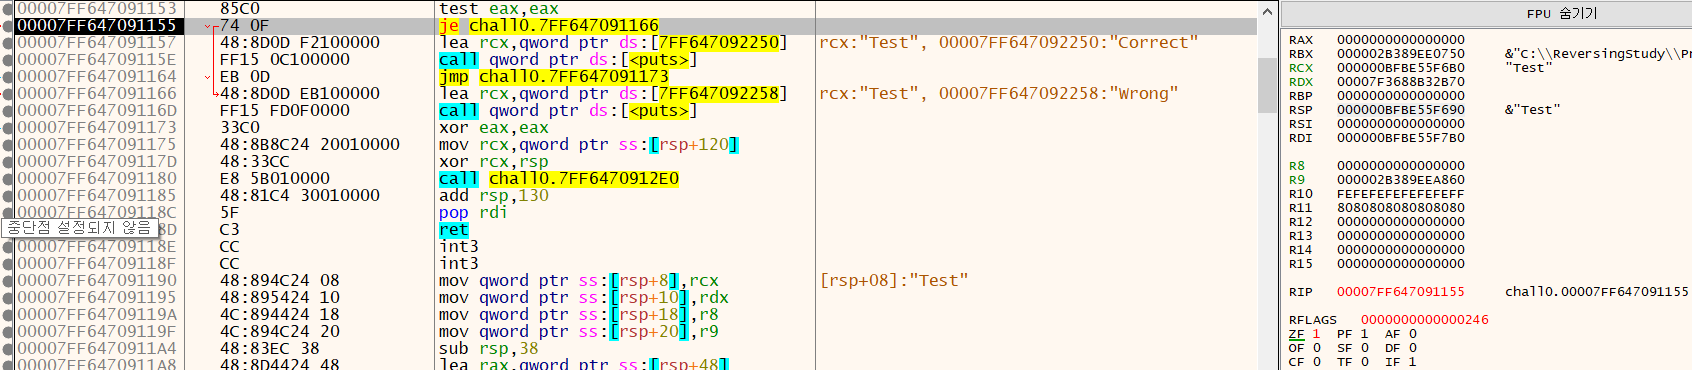 00007FF647091153 85C0 test eax,eax
00007FF647091155 74 0F je chall0.7FF647091166
00007FF647091157 48:8D0D F2100000 lea rcx,qword ptr ds:[7FF647092250] rcx:"Test", 00007FF647092250:"Correct"
00007FF64709115E FF15 0C100000 call qword ptr ds:[<puts>]
00007FF647091164 EB 0D jmp chall0.7FF647091173
00007FF647091166 48:8D0D EB100000 lea rcx,qword ptr ds:[7FF647092258] rcx:"Test", 00007FF647092258:"Wrong"
00007FF64709116D FF15 FD0F0000 call qword ptr ds:[<puts>]
00007FF647091173 33C0 xor eax,eax
00007FF647091175 48:8B8C24 20010000 mov rcx,qword ptr ss:[rsp+120]
00007FF64709117D 48:33CC xor rcx,rsp
00007FF647091180 E8 5B010000 call chall0.7FF6470912E0
00007FF647091185 48:81C4 30010000 add rsp,130
00007FF64709118C 5F pop rdi
중단점 설정되지 않음 8D C3 ret
00007FF64709118E CC int3
00007FF64709118F CC int3
00007FF647091190 48:894C24 08 mov qword ptr ss:[rsp+8],rcx [rsp+08]:"Test"
00007FF647091195 48:895424 10 mov qword ptr ss:[rsp+10],rdx
00007FF64709119A 4C:894424 18 mov qword ptr ss:[rsp+18],r8
00007FF64709119F 4C:894C24 20 mov qword ptr ss:[rsp+20],r9
00007FF6470911A4 48:83EC 38 sub rsp,38
00007FF6470911A8 48:8D4424 48 lea rax,qword ptr ss:[rsp+48]
FPU 숨기기
RAX 0000000000000000
RBX 000002B389EE0750 &"C:\\ReversingStudy\\Pr
RCX 000000BFBE55F6B0 "Test"
RDX 00007F3688B32B70
RBP 0000000000000000
RSP 000000BFBE55F690 &"Test"
RSI 0000000000000000
RDI 000000BFBE55F7B0
R8 0000000000000000
R9 000002B389EEA860
R10 FEFEFEFEFEFEFEFF
R11 8080808080808080
R12 0000000000000000
R13 0000000000000000
R14 0000000000000000
R15 0000000000000000
RIP 00007FF647091155 chall0.00007FF647091155
RFLAGS 0000000000000246
ZF 1 PF 1 AF 0
OF 0 SF 0 DF 0
CF 0 TF 0 IF 1